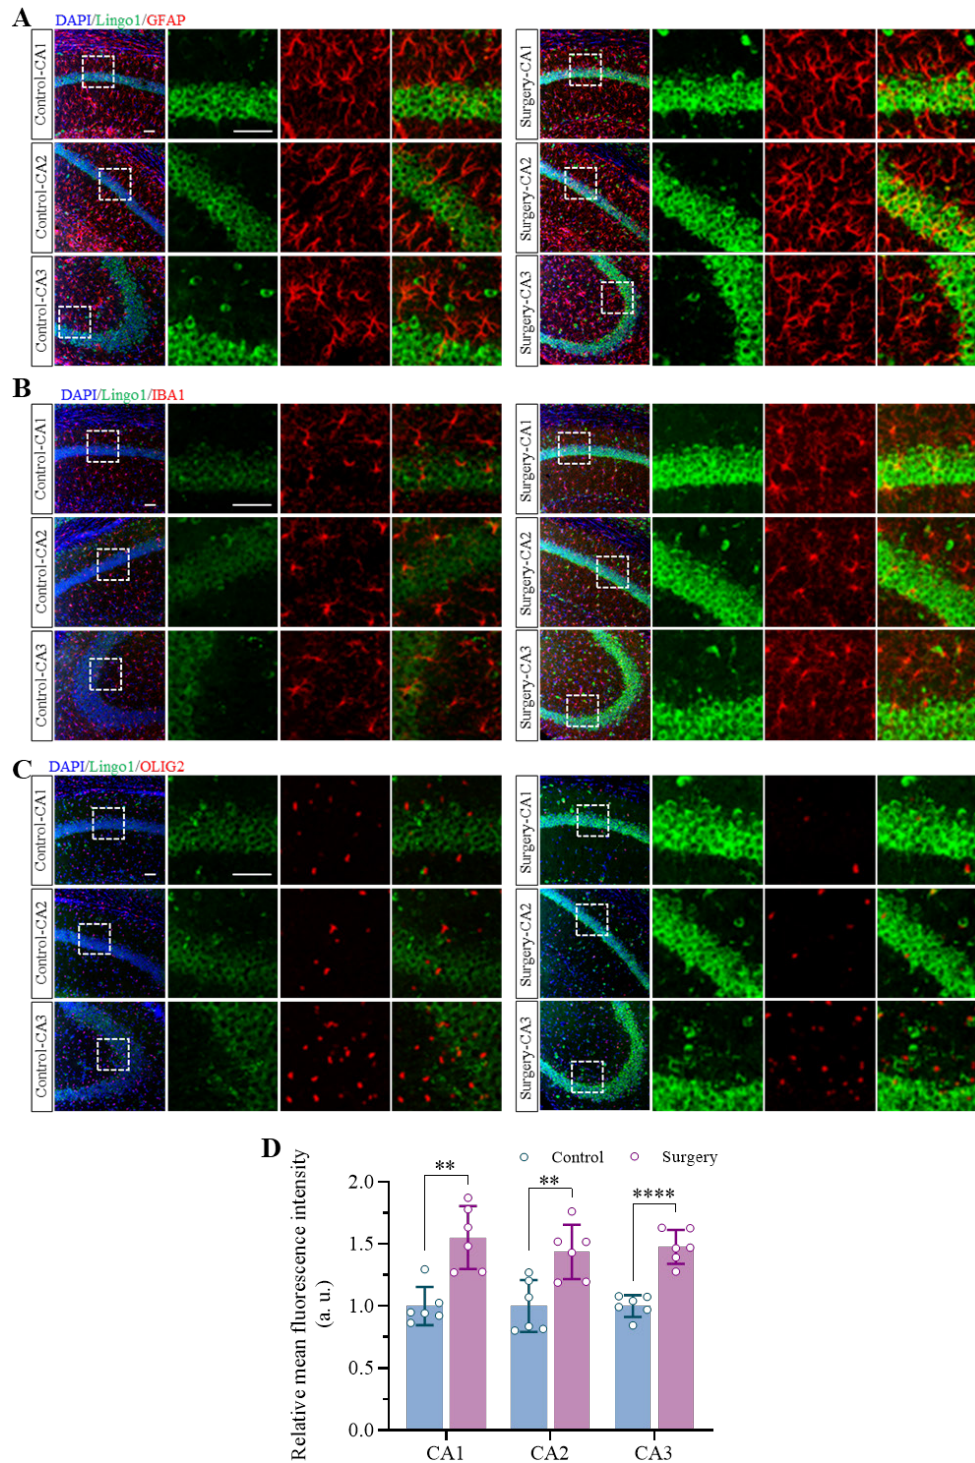 A
DAPI/Lingo1/GFAP
Control-CA1
Surgery-CA1
Control-CA2
Surgery-CA2
Control-CA3
Surgery-CA3
B
DAPI/Lingo1/IBA1
Control-CA1
Surgery-CA1
Control-CA2
Surgery-CA2
Control-CA3
Surgery-CA3
C
DAPI/Lingo1/OLIG2
Control-CA1
Surgery-CA1
Control-CA2
Surgery-CA2
Control-CA3
Surgery-CA3
D
Control
Surgery
Relative mean fluorescence intensity
(a. u.)
2.0
1.5
1.0
0.5
0.0
**
**
****
CA1
CA2
CA3